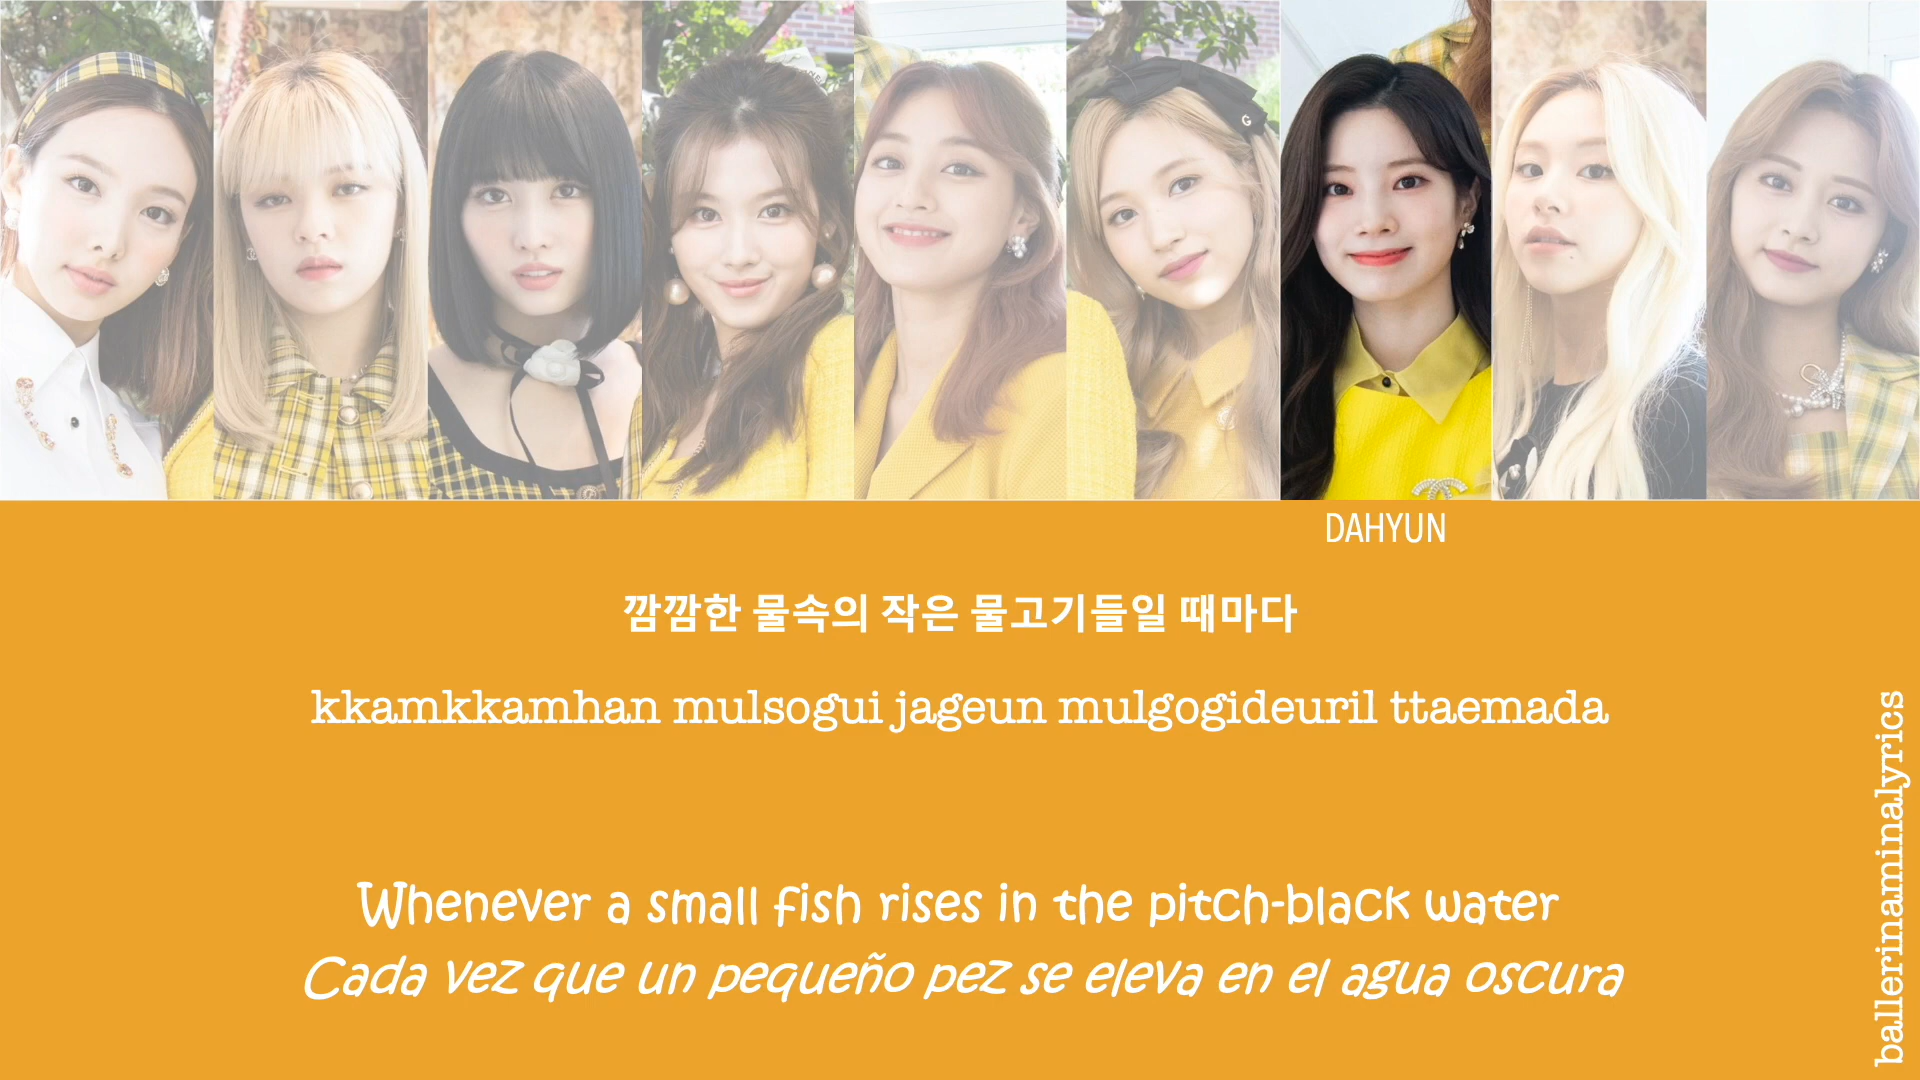 DAHYUN
깜깜한 물속의 작은 물고기들일 때마다
kkamkkamhan mulsogui jageun mulgogideuril ttaemada
Whenever a small fish rises in the pitch-black water
Cada vez que un pequeño pez se eleva en el agua oscura
ballerinaminalyrics